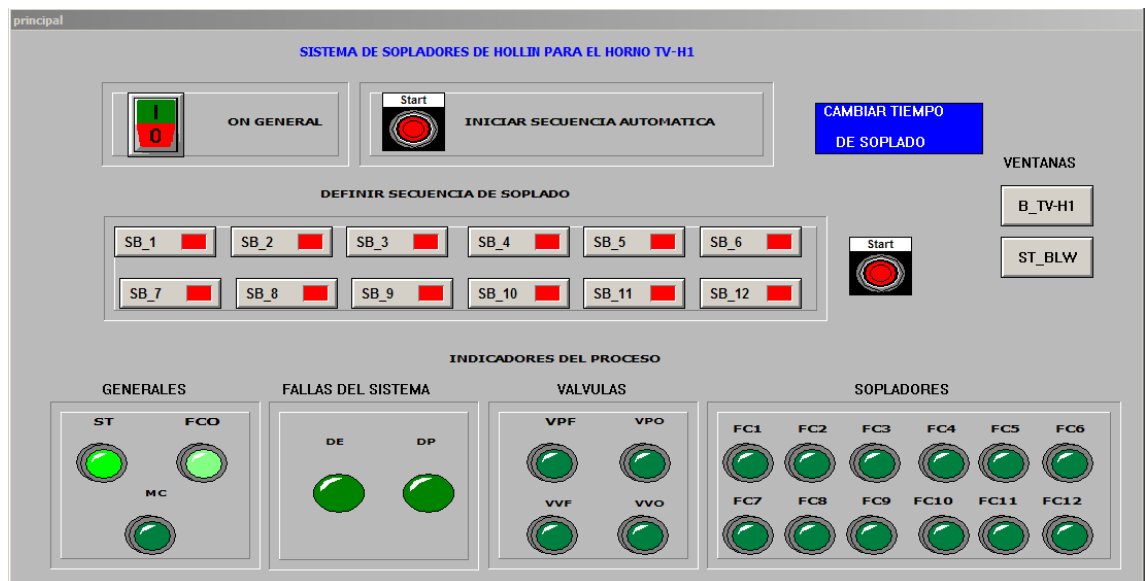 principal
SISTEMA DE SOPLADORES DE HOLLIN PARA EL HORNO TV-H1
I
0
ON GENERAL
Start
INICIAR SECUENCIA AUTOMATICA
CAMBIAR TIEMPO
DE SOPLADO
VENTANAS
B_TV-H1
ST_BLW
DEFINIR SECUENCIA DE SOPLADO
SB_1 SB_2 SB_3 SB_4 SB_5 SB_6
SB_7 SB_8 SB_9 SB_10 SB_11 SB_12
Start
INDICADORES DEL PROCESO
GENERALES
ST FCO
MC
FALLAS DEL SISTEMA
DE DP
VALVULAS
VPF VPO
VVF VVO
SOPLADORES
FC1 FC2 FC3 FC4 FC5 FC6
FC7 FC8 FC9 FC10 FC11 FC12